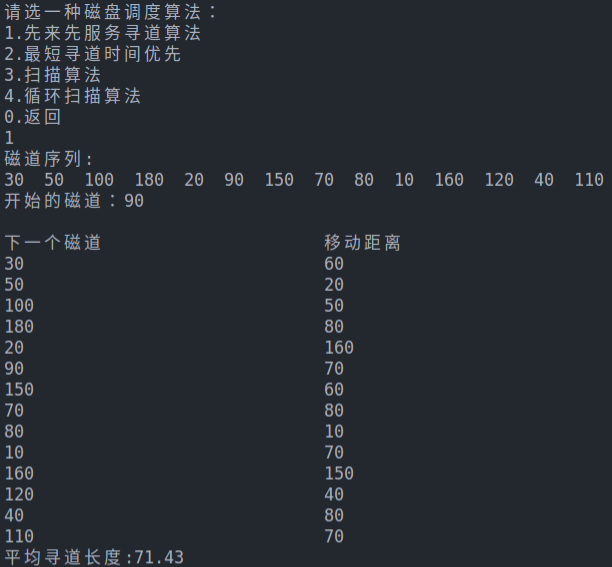 请选一种磁盘调度算法：
1.先来先服务寻道算法
2.最短寻道时间优先
3.扫描算法
4.循环扫描算法
0.返回
1
磁道序列:
30 50 100 180 20 90 150 70 80 10 160 120 40 110
开始的磁道：90
下一个磁道 移动距离
30 60
50 20
100 50
180 80
20 160
90 70
150 60
70 80
80 10
10 70
160 150
120 40
40 80
110 70
平均寻道长度:71.43